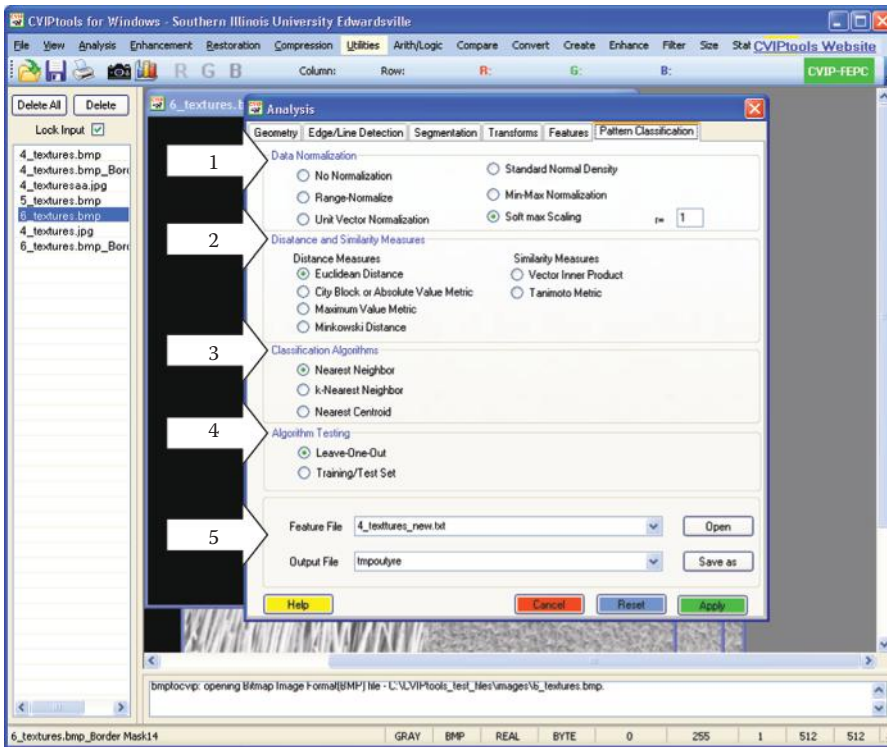 CVIPtools for Windows - Southern Illinois University Edwardsville
File View Analysis Enhancement Restoration Compression Utilities Arith/Logic Compare Convert Create Enhance Filter Size Stat CVIPtools Website
R G B Column: Row: R: G: B: CVIP-FEPC
Delete All Delete
Lock Input
4_textures.bmp
4_textures.bmp_Bor
4_texturesaa.jpg
5_textures.bmp
6_textures.bmp
4_textures.jpg
6_textures.bmp_Bor
6_textures.b
Analysis
Geometry Edge/Line Detection Segmentation Transforms Features Pattern Classification
1
Data Normalization
No Normalization
Standard Normal Density
Range-Normalize
Min-Max Normalization
Unit Vector Normalization
Soft max Scaling
r= 1
2
Disatance and Similarity Measures
Distance Measures
Similarity Measures
Euclidean Distance
Vector Inner Product
City Block or Absolute Value Metric
Tanimoto Metric
Maximum Value Metric
Minkowski Distance
3
Classification Algorithms
Nearest Neighbor
k-Nearest Neighbor
Nearest Centroid
4
Algorithm Testing
Leave-One-Out
Training/Test Set
5
Feature File 4_texttures_new.txt Open
Output File tmpoutyre Save as
Help Cancel Reset Apply
bmptocvip: opening Bitmap Image Format(BMP) file - C:\CVIPtools_test_files\images\6_textures.bmp.
6_textures.bmp_Border Mask14 GRAY BMP REAL BYTE 0 255 1 512 512